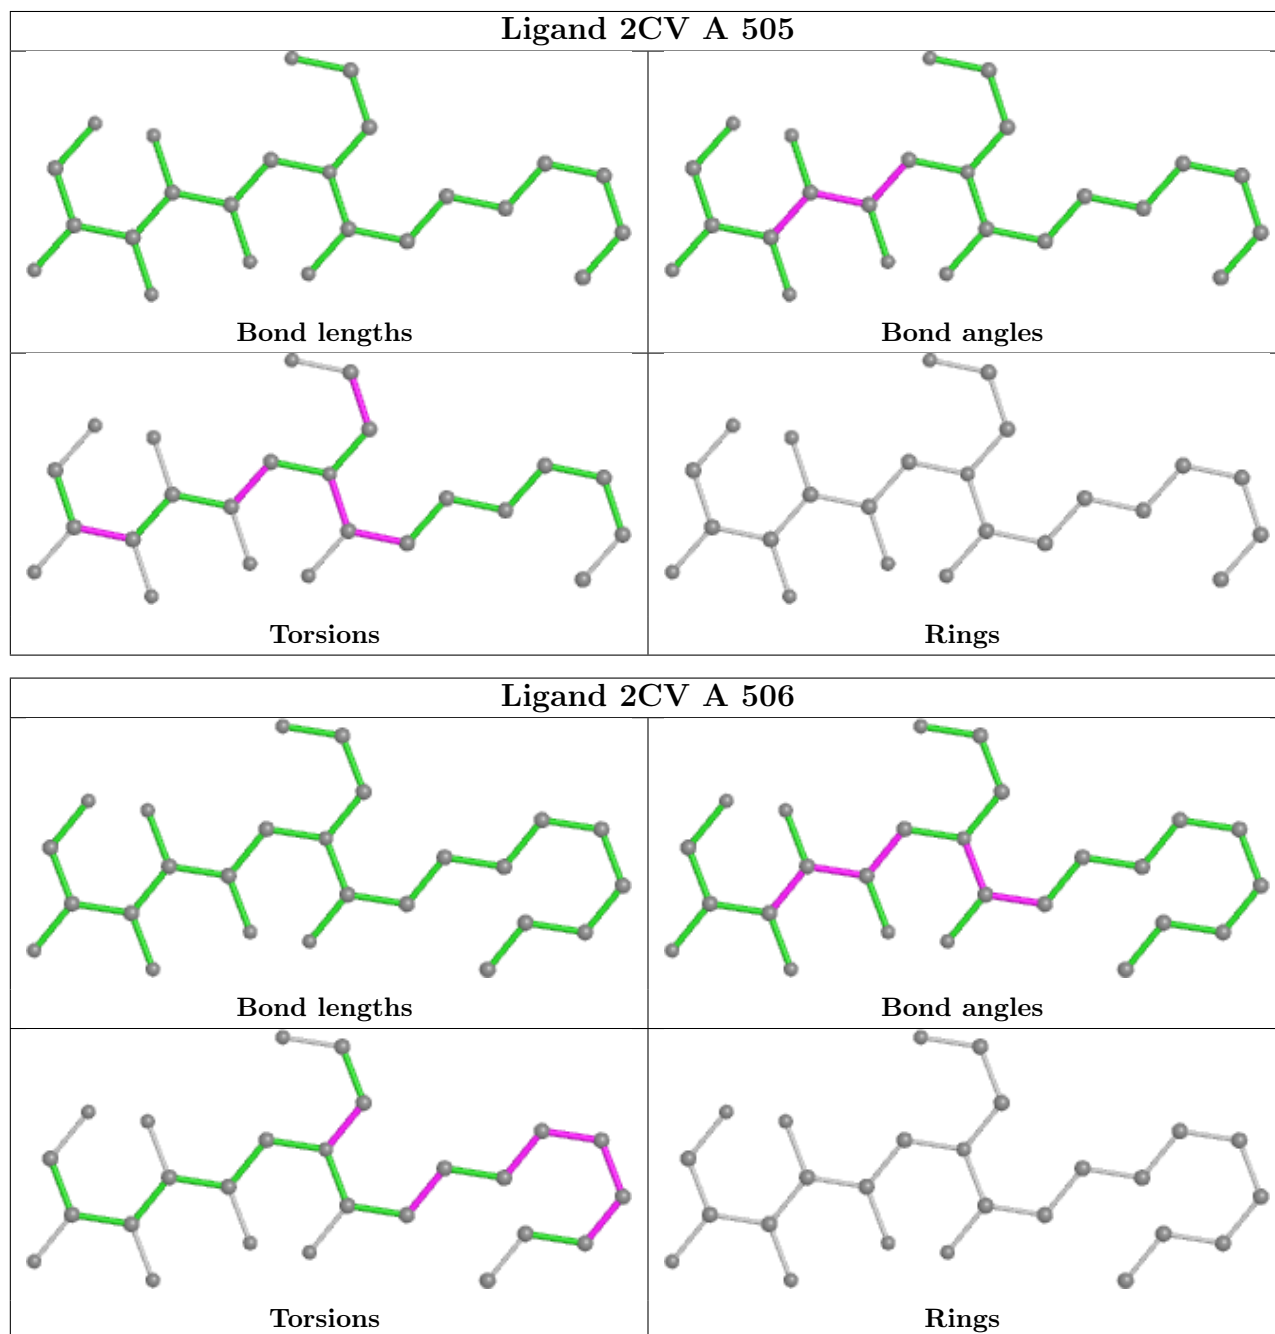 Ligand 2CV A 505
Bond lengths
Bond angles
Torsions
Rings
Ligand 2CV A 506
Bond lengths
Bond angles
Torsions
Rings